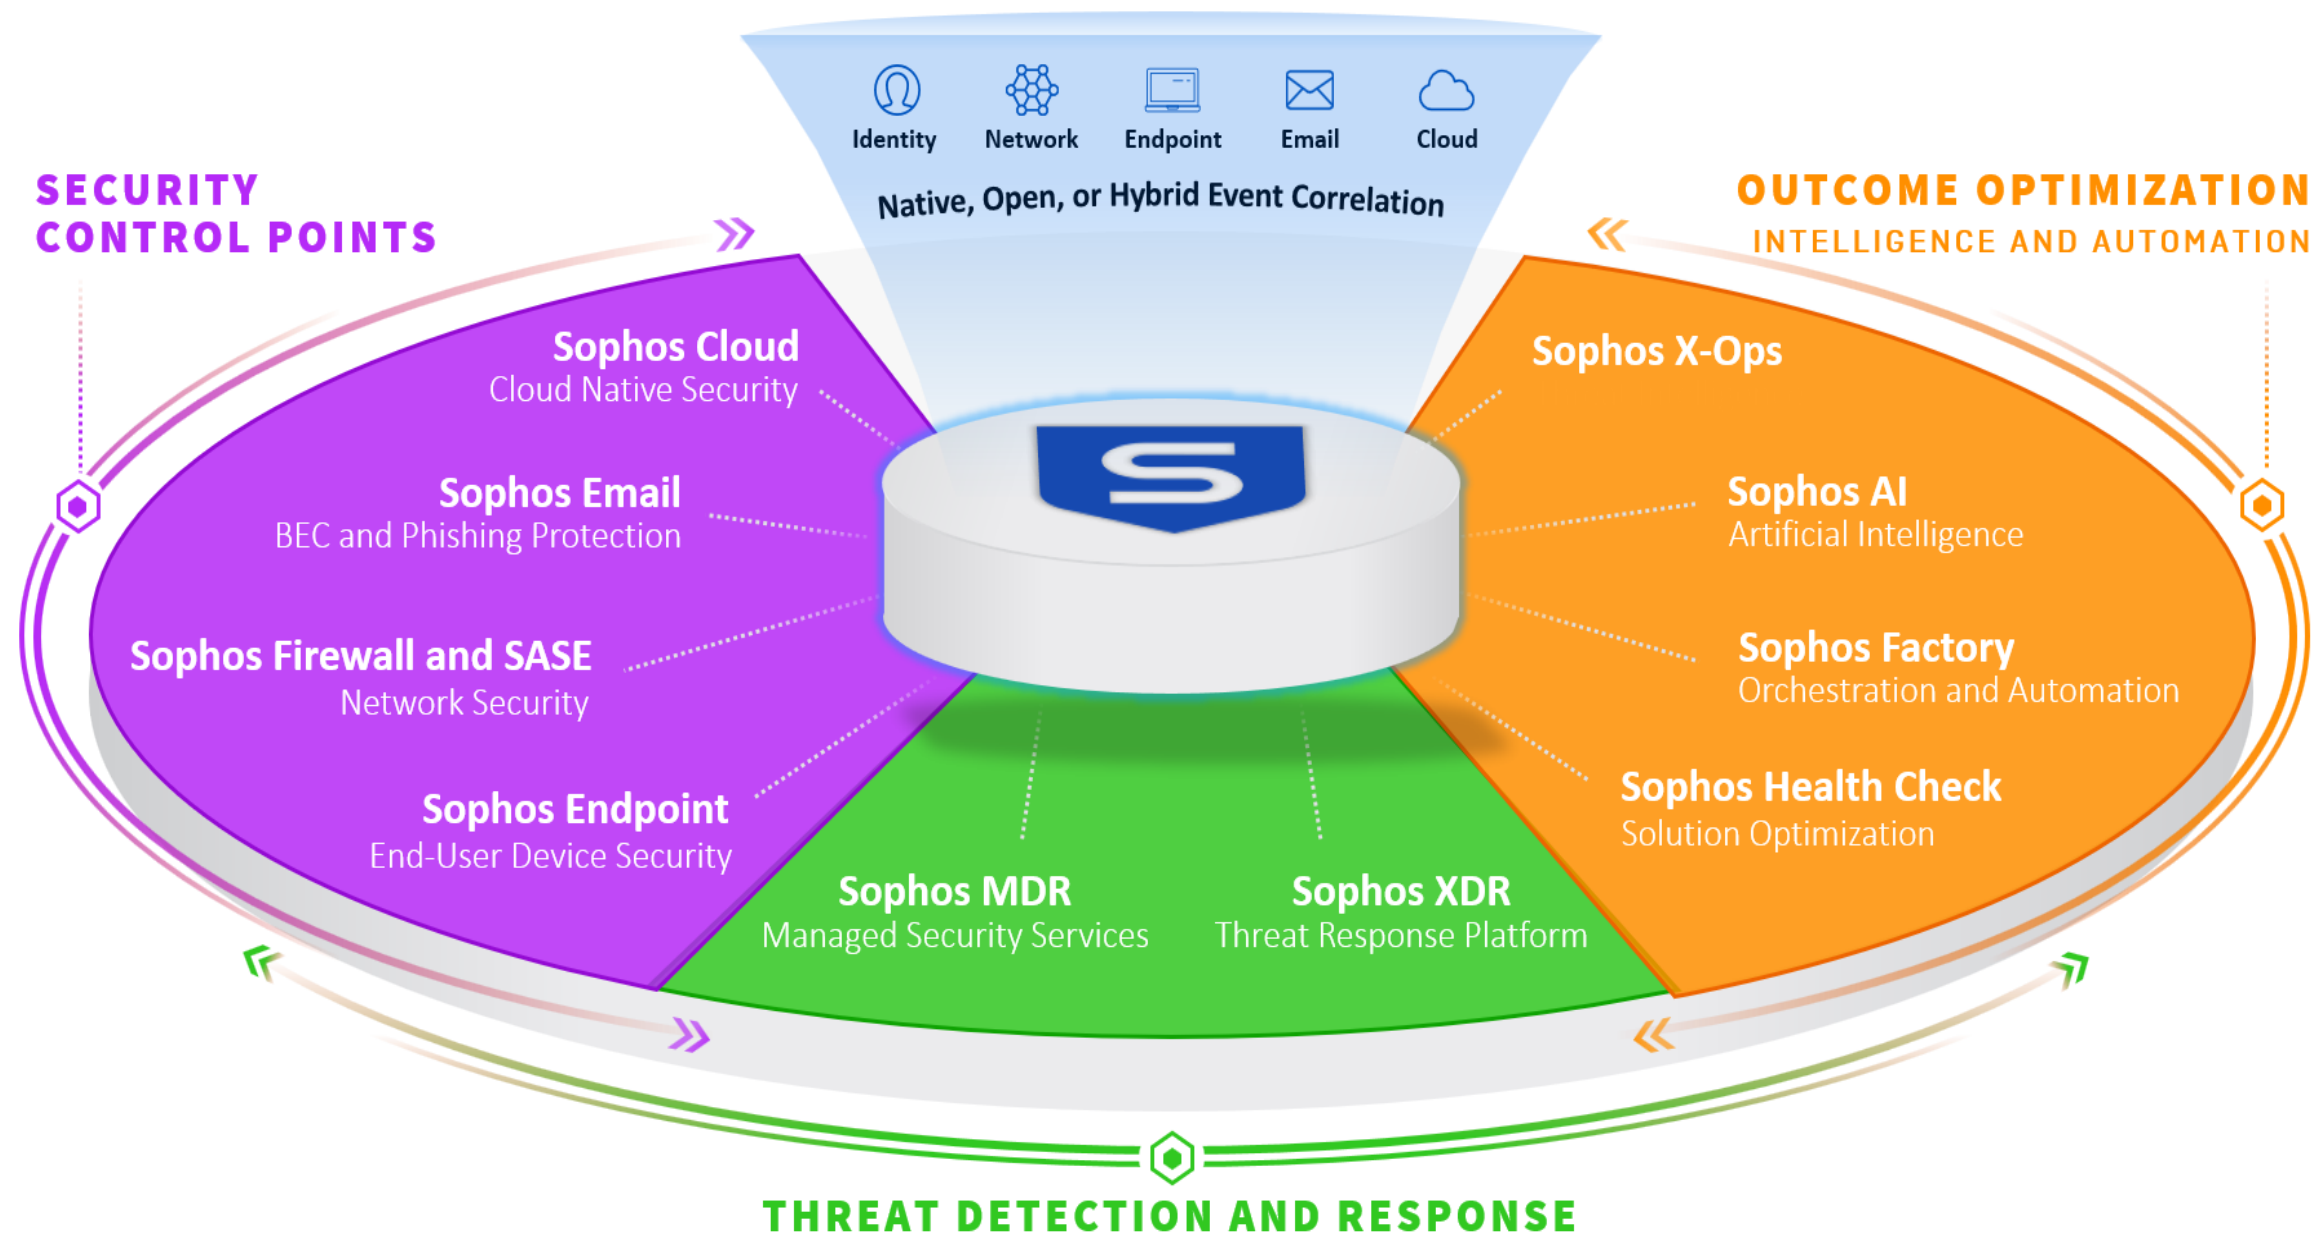 Identity
Network
Endpoint
Email
Cloud
Native, Open, or Hybrid Event Correlation
SECURITY
CONTROL POINTS
OUTCOME OPTIMIZATION
INTELLIGENCE AND AUTOMATION
Sophos Cloud
Cloud Native Security
Sophos Email
BEC and Phishing Protection
Sophos Firewall and SASE
Network Security
Sophos Endpoint
End-User Device Security
S
Sophos X-Ops
Sophos AI
Artificial Intelligence
Sophos Factory
Orchestration and Automation
Sophos Health Check
Solution Optimization
Sophos MDR
Managed Security Services
Sophos XDR
Threat Response Platform
THREAT DETECTION AND RESPONSE